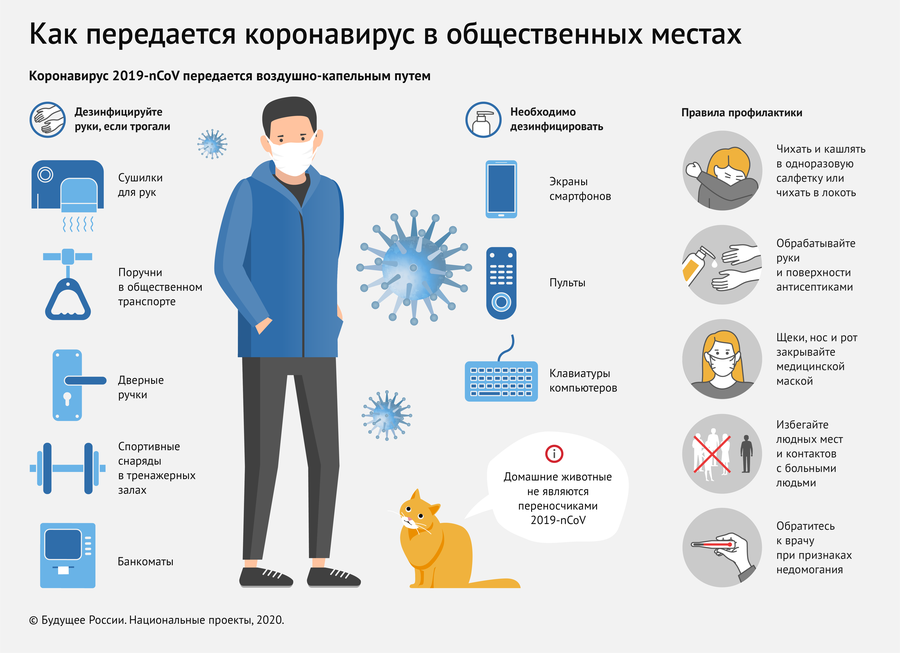 Как передается коронавирус в общественных местах
Коронавирус 2019-nCoV передается воздушно-капельным путем
Дезинфицируйте
руки, если трогали
Сушилки
для рук
Поручни
в общественном
транспорте
Дверные
ручки
Спортивные
снаряды
в тренажерных
залах
Банкоматы
Необходимо
дезинфицировать
Экраны
смартфонов
Пульты
Клавиатуры
компьютеров
i
Домашние животные
не являются
переносчиками
2019-nCoV
Правила профилактики
Чихать и кашлять
в одноразовую
салфетку или
чихать в локоть
Обрабатывайте
руки
и поверхности
антисептиками
Щеки, нос и рот
закрывайте
медицинской
маской
Избегайте
людных мест
и контактов
с больными
людьми
Обратитесь
к врачу
при признаках
недомогания
© Будущее России. Национальные проекты, 2020.